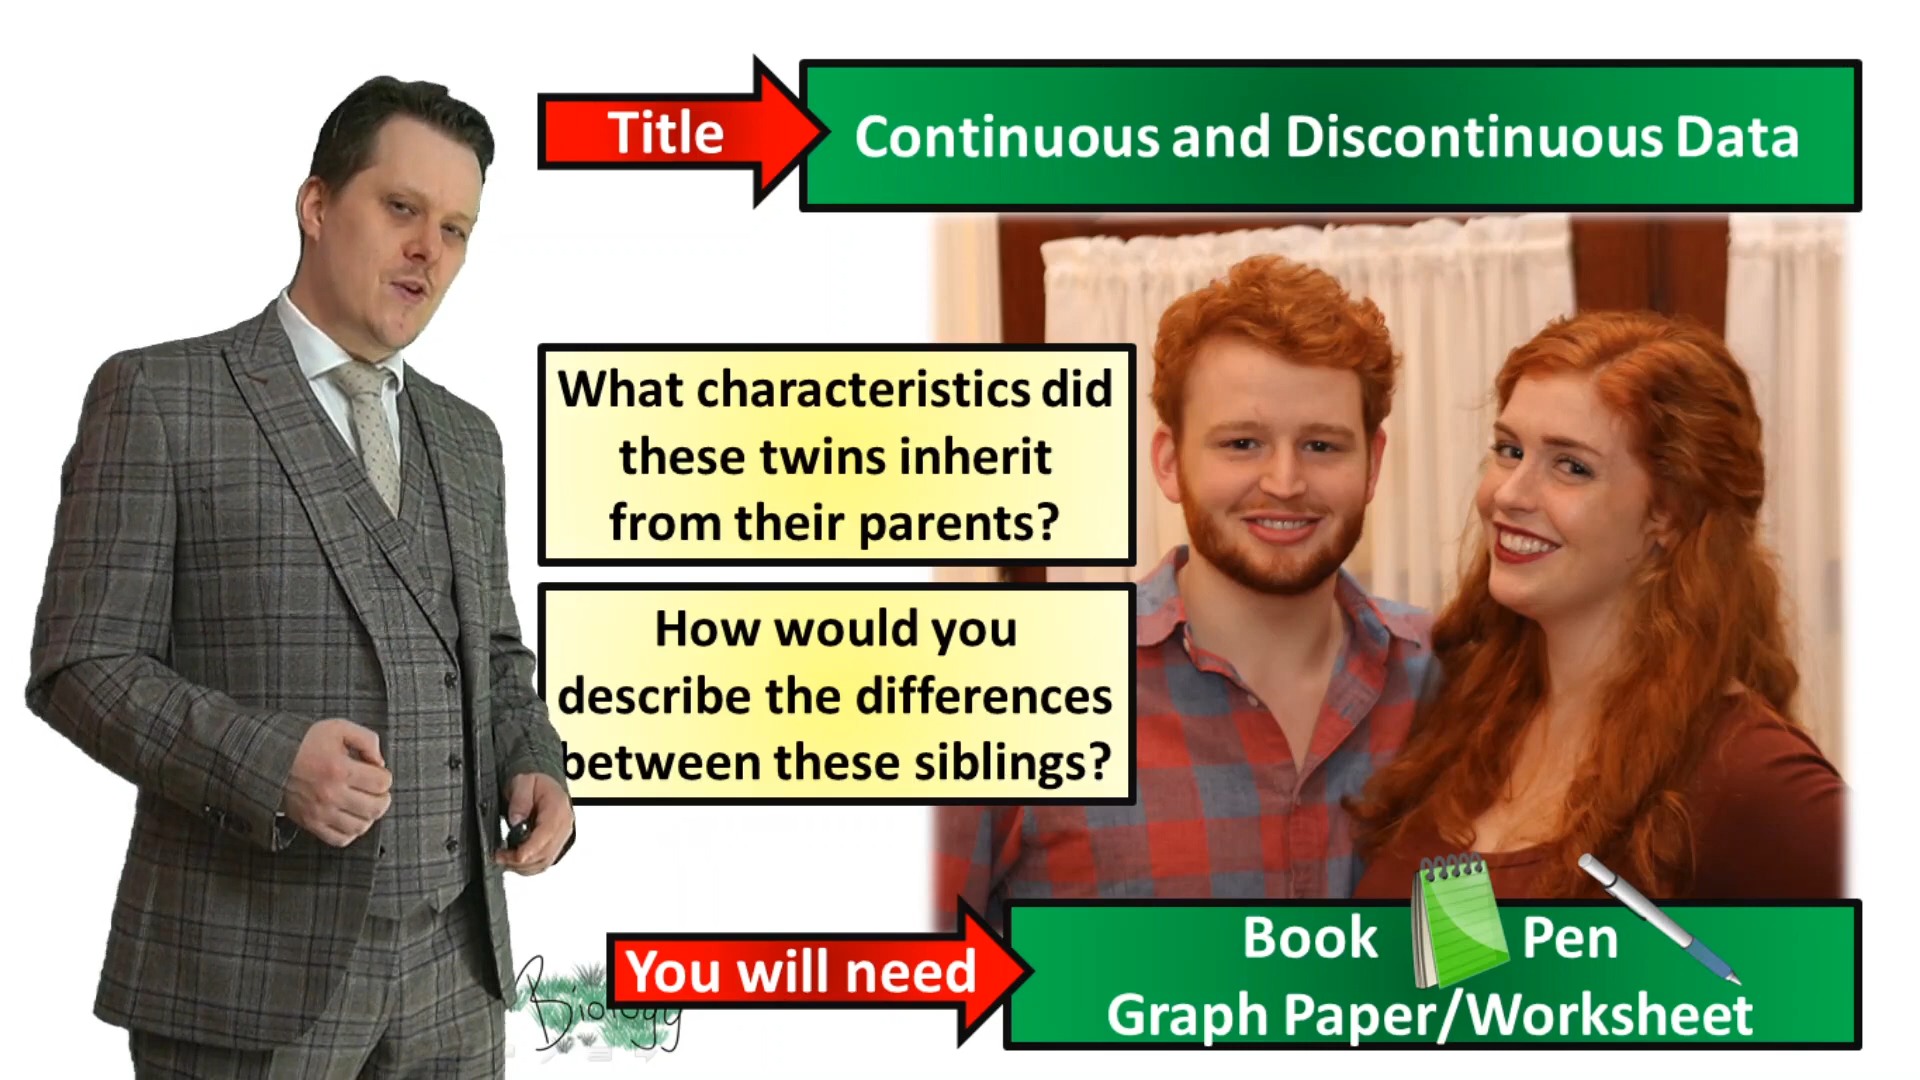 Title
Continuous and Discontinuous Data
What characteristics did
these twins inherit
from their parents?
How would you
describe the differences
between these siblings?
You will need
Book Pen
Graph Paper/Worksheet
Biology